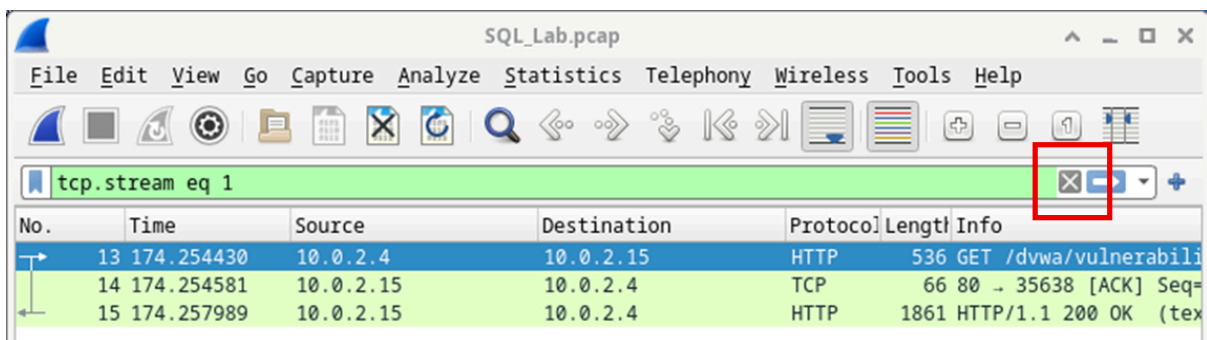 SQL_Lab.pcap
File Edit View Go Capture Analyze Statistics Telephony Wireless Tools Help
tcp.stream eq 1
No. Time Source Destination Protocol Length Info
13 174.254430 10.0.2.4 10.0.2.15 HTTP 536 GET /dvwa/vulnerabili
14 174.254581 10.0.2.15 10.0.2.4 TCP 66 80 → 35638 [ACK] Seq=
15 174.257989 10.0.2.15 10.0.2.4 HTTP 1861 HTTP/1.1 200 OK (tex